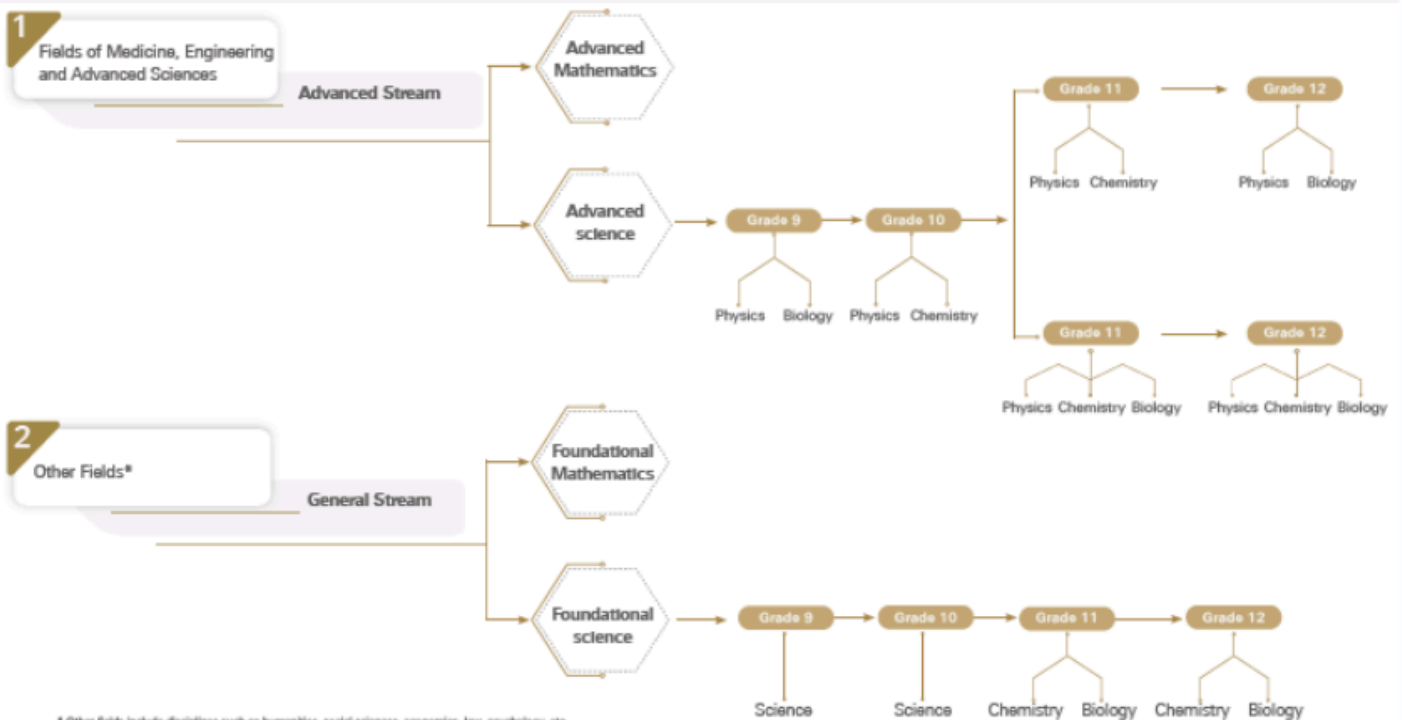 1
Fields of Medicine, Engineering
and Advanced Sciences
Advanced Stream
Advanced
Mathematics
Advanced
science
Grade 9
Physics Biology
Grade 10
Physics Chemistry
Grade 11
Physics Chemistry
Grade 12
Physics Biology
Grade 11
Physics Chemistry Biology
Grade 12
Physics Chemistry Biology
2
Other Fields*
General Stream
Foundational
Mathematics
Foundational
science
Grade 9
Science
Grade 10
Science
Grade 11
Chemistry Biology
Grade 12
Chemistry Biology